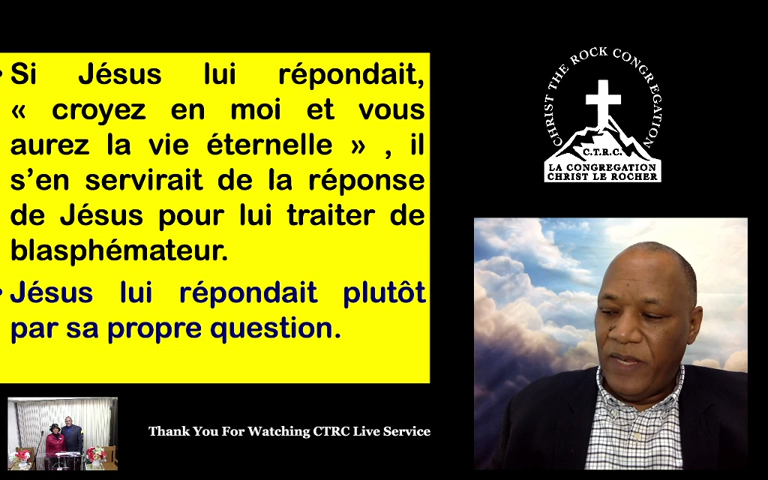 • Si Jésus lui répondait,
« croyez en moi et vous
aurez la vie éternelle » , il
s’en servirait de la réponse
de Jésus pour lui traiter de
blasphémateur.
• Jésus lui répondait plutôt
par sa propre question.
CHRIST THE ROCK CONGREGATION
C.T.R.C.
LA CONGREGATION
CHRIST LE ROCHER
Thank You For Watching CTRC Live Service